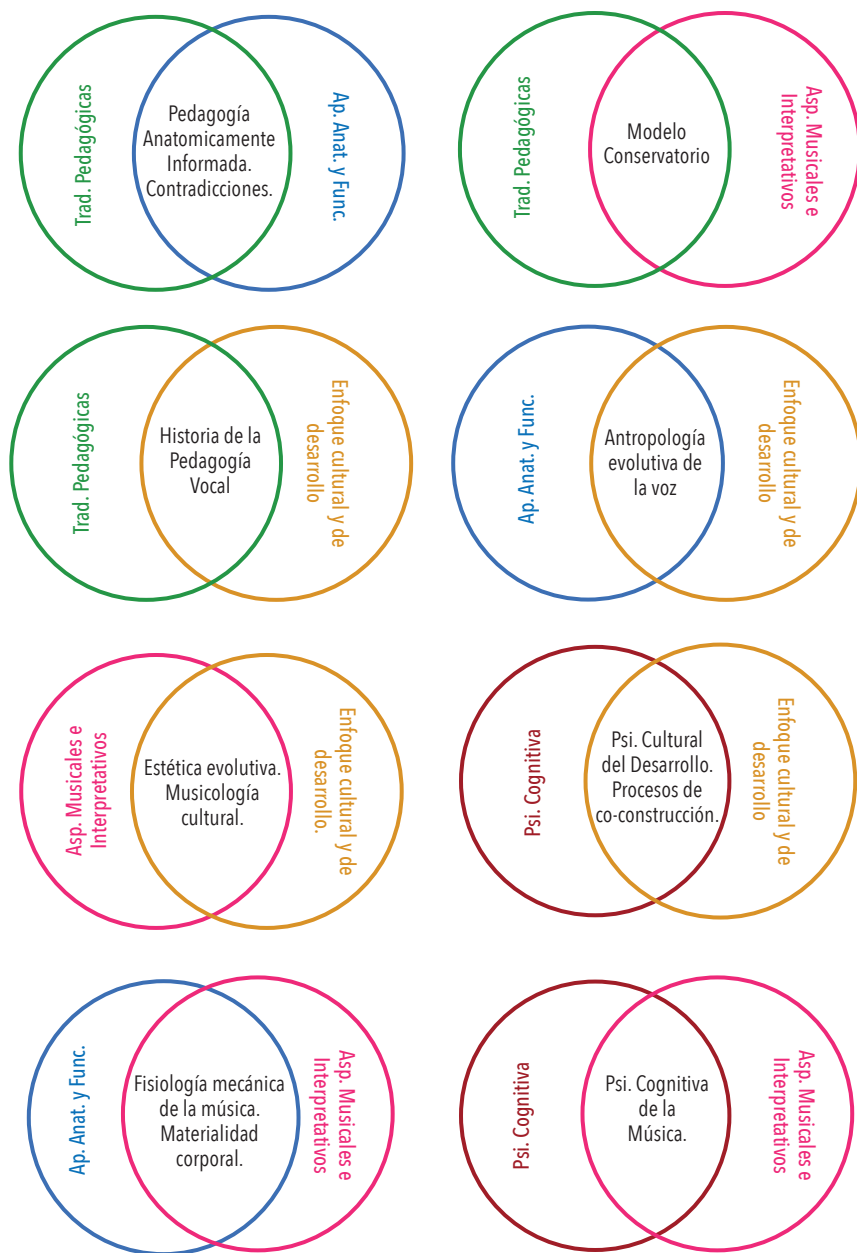 Trad. Pedagógicas
Pedagogía
Anatomicamente
Informada.
Contradicciones.
Ap. Anat. y Func.
Trad. Pedagógicas
Modelo
Conservatorio
Asp. Musicales e
Interpretativos
Trad. Pedagógicas
Historia de la
Pedagogía
Vocal
Enfoque cultural y de
desarrollo
Ap. Anat. y Func.
Antropología
evolutiva de
la voz
Enfoque cultural y de
desarrollo
Asp. Musicales e
Interpretativos
Estética evolutiva.
Musicología
cultural.
Enfoque cultural y de
desarrollo.
Psi. Cognitiva
Psi. Cultural
del Desarrollo.
Procesos de
co-construcción.
Enfoque cultural y de
desarrollo
Ap. Anat. y Func.
Fisiología mecánica
de la música.
Materialidad
corporal.
Asp. Musicales e
Interpretativos
Psi. Cognitiva
Psi. Cognitiva
de la
Música.
Asp. Musicales e
Interpretativos